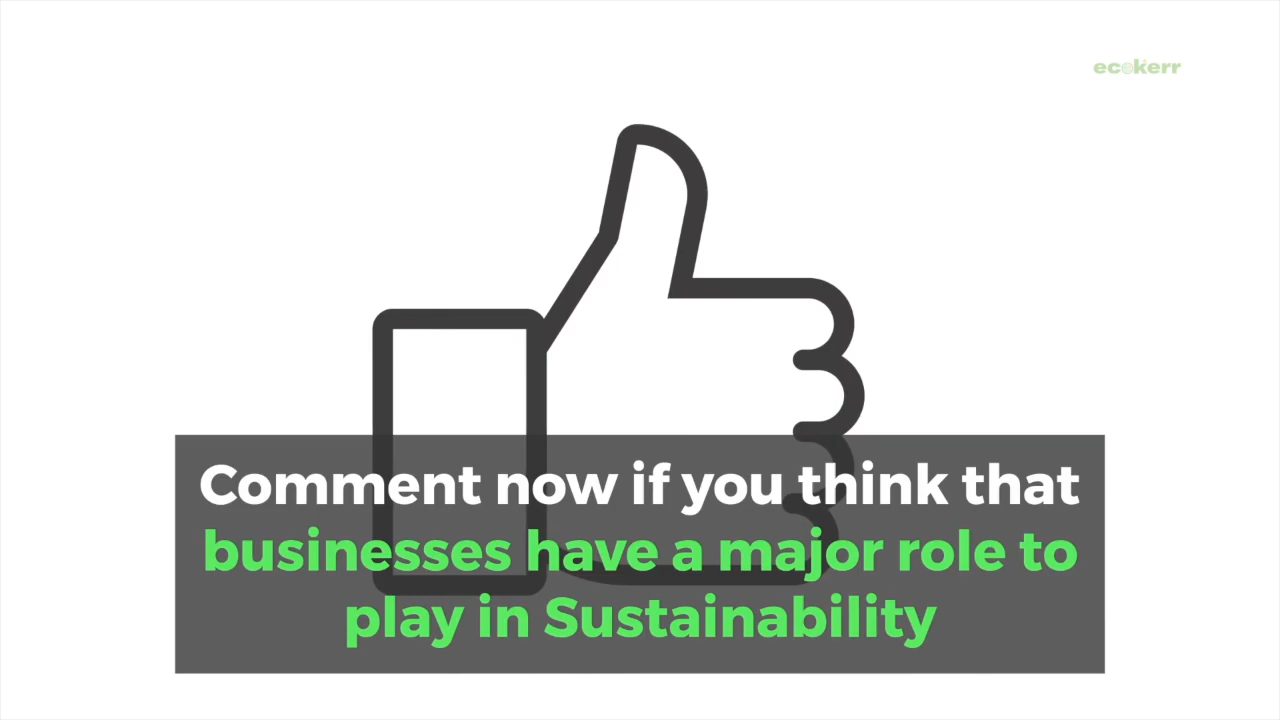 ecokerr
Comment now if you think that
businesses have a major role to
play in Sustainability